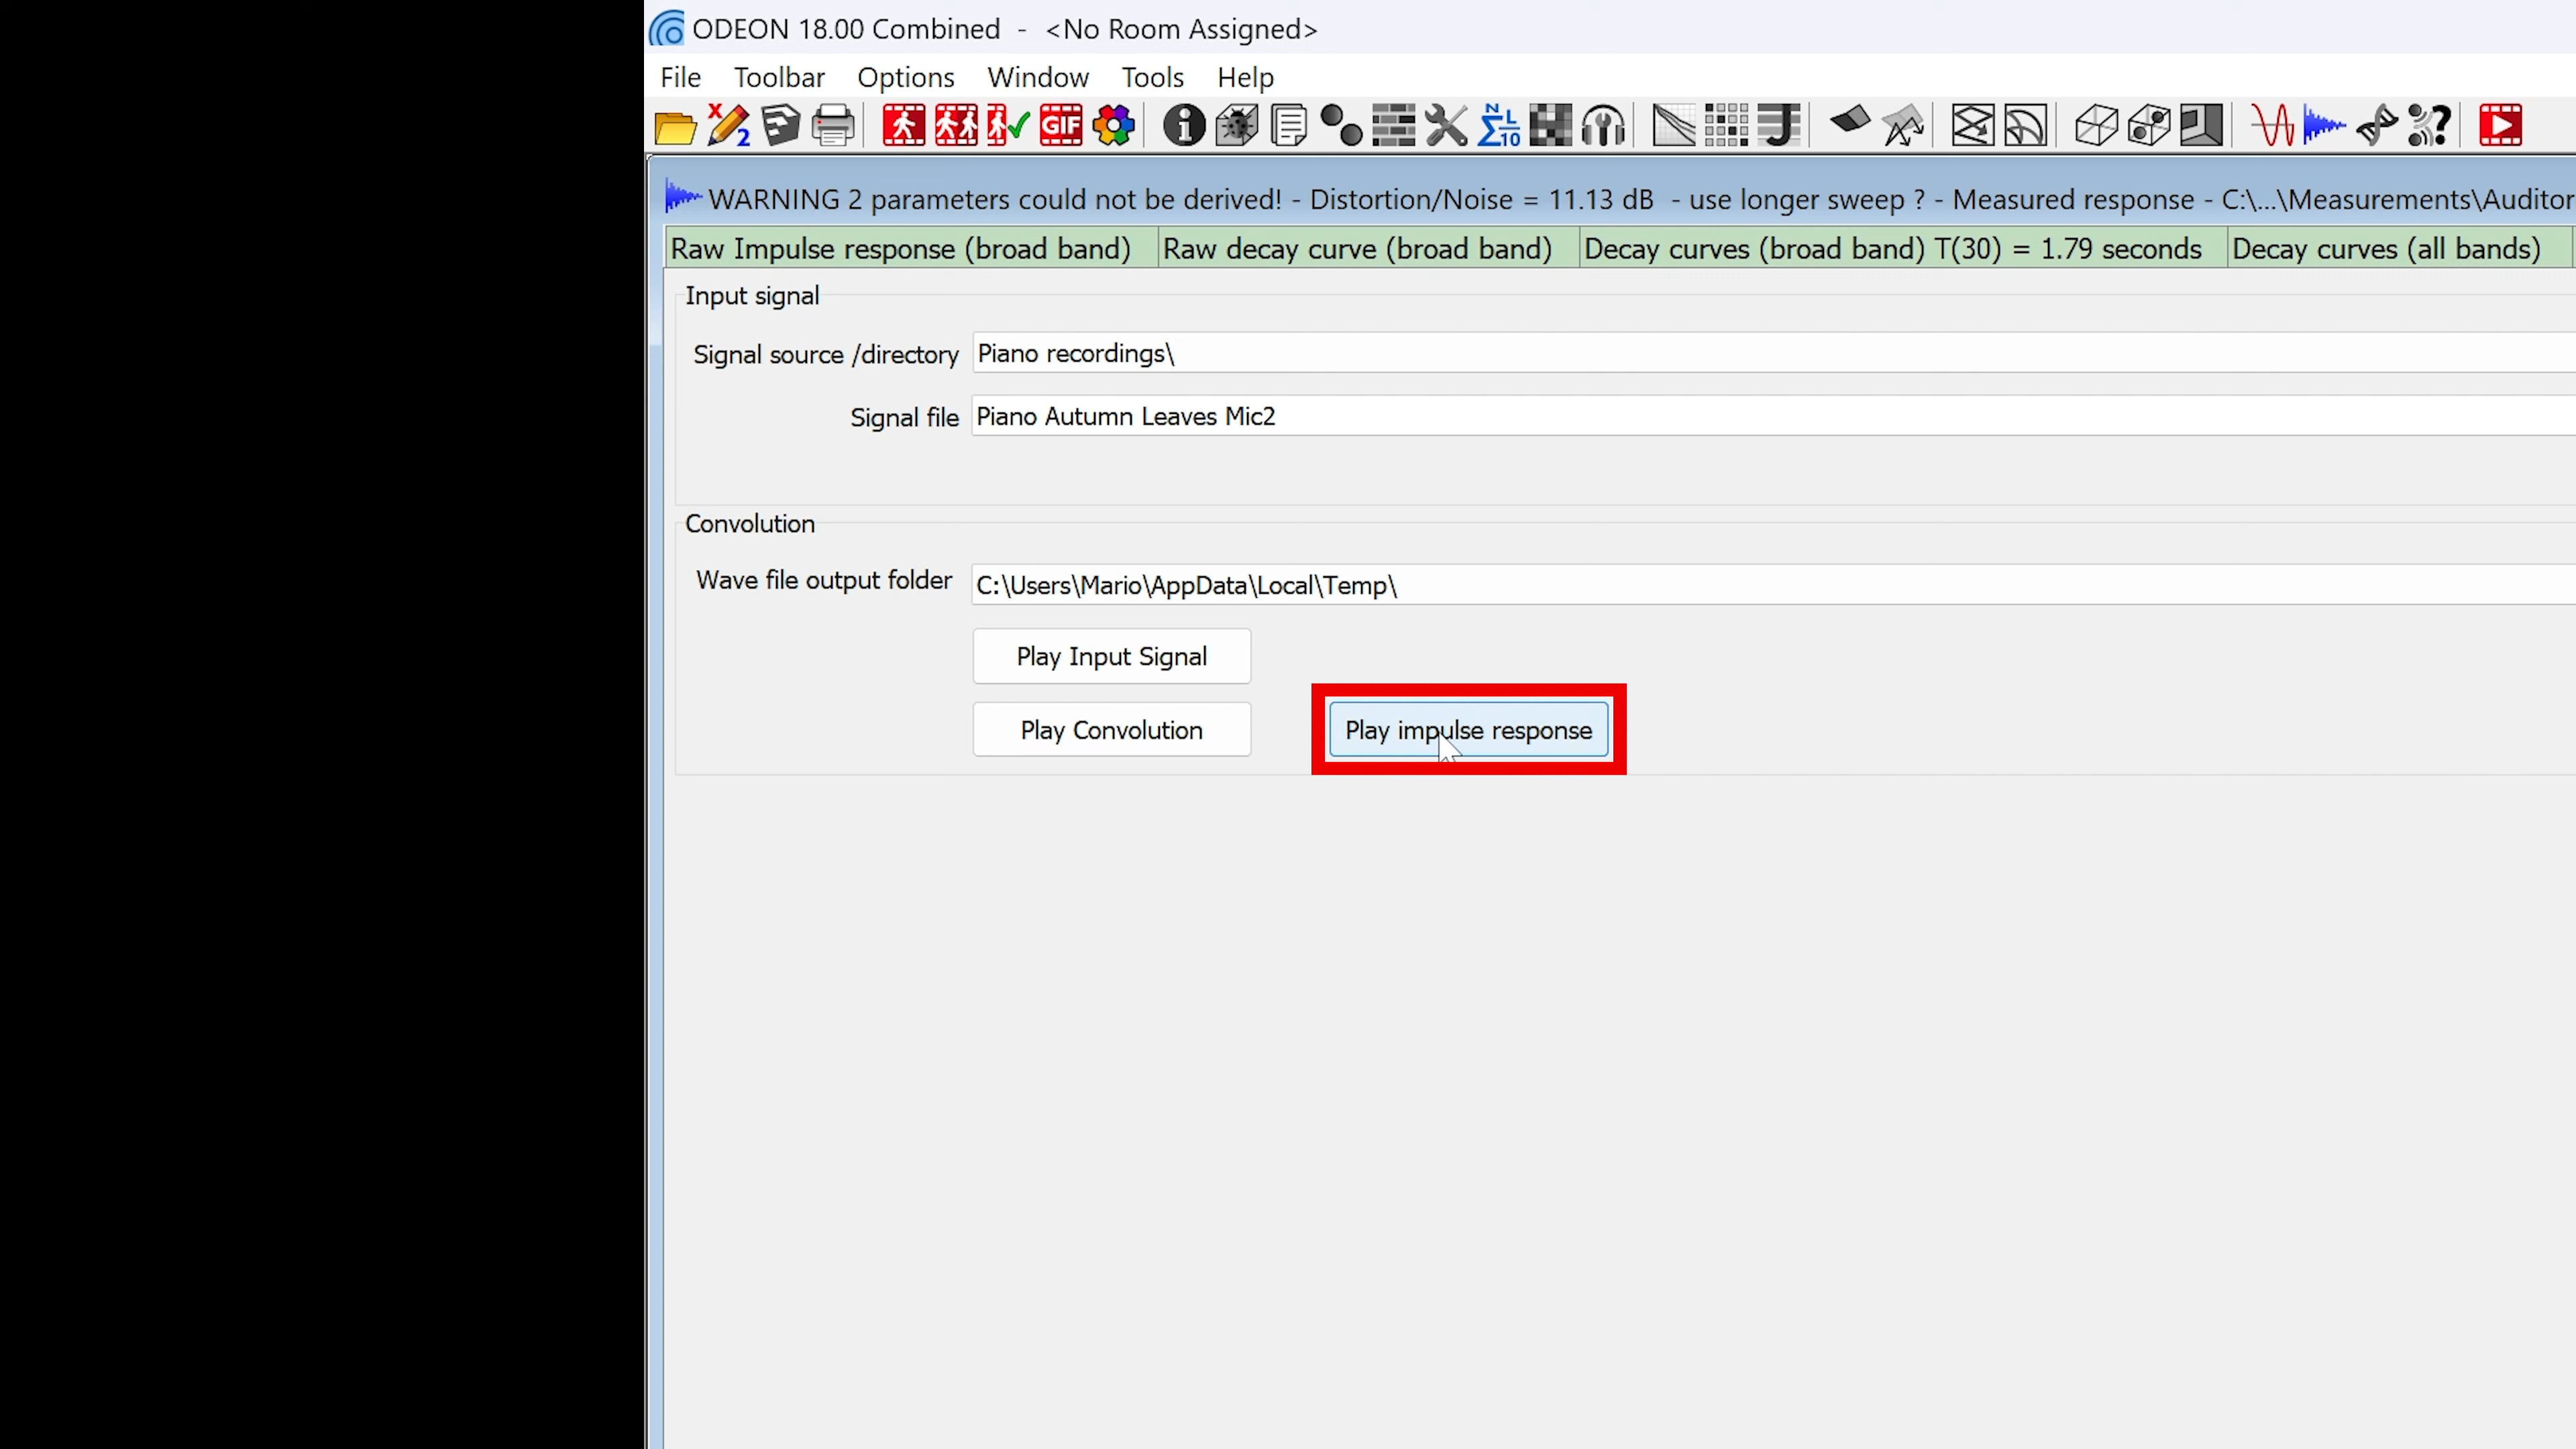 ODEON 18.00 Combined - <No Room Assigned>
File Toolbar Options Window Tools Help
X 2 GIF N L Σ 10 ?
WARNING 2 parameters could not be derived! - Distortion/Noise = 11.13 dB - use longer sweep ? - Measured response - C:\...\Measurements\Auditor
Raw Impulse response (broad band) Raw decay curve (broad band) Decay curves (broad band) T(30) = 1.79 seconds Decay curves (all bands)
Input signal
Signal source /directory Piano recordings\
Signal file Piano Autumn Leaves Mic2
Convolution
Wave file output folder C:\Users\Mario\AppData\Local\Temp\
Play Input Signal
Play Convolution Play impulse response